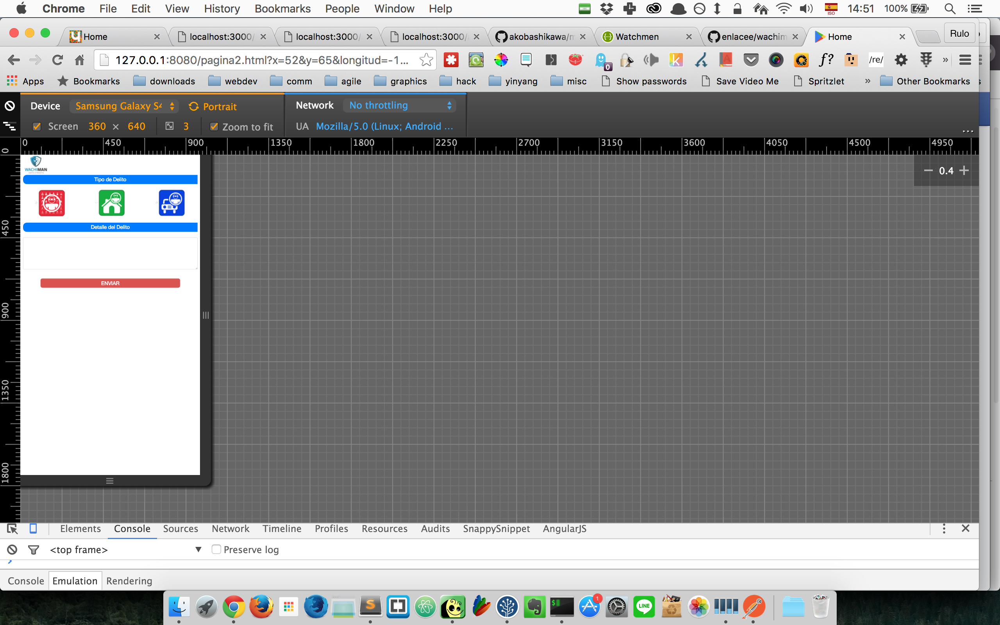 Chrome File Edit View History Bookmarks People Window Help ISO 14:51 100%
Home localhost:3000/ localhost:3000/ localhost:3000/ akobashikawa/m Watchmen enlacee/wachim Home Rulo
127.0.0.1:8080/pagina2.html?x=52&y=65&longitud=-1... 0 k f? /re/ »
Apps Bookmarks downloads webdev comm agile graphics hack yinyang misc Show passwords Save Video Me Spritzlet » Other Bookmarks
Device Samsung Galaxy S4 Portrait Network No throttling
Screen 360 × 640 3 Zoom to fit UA Mozilla/5.0 (Linux; Android ...
...
0 450 900 1350 1800 2250 2700 3150 3600 4050 4500 4950
0
450
900
1350
1800
− 0.4 +
WACHIMAN
SAFE STREETS
Tipo de Delito
Detalle del Delito
ENVIAR
Elements Console Sources Network Timeline Profiles Resources Audits SnappySnippet AngularJS
<top frame> Preserve log
Console Emulation Rendering
S $ 1 LINE